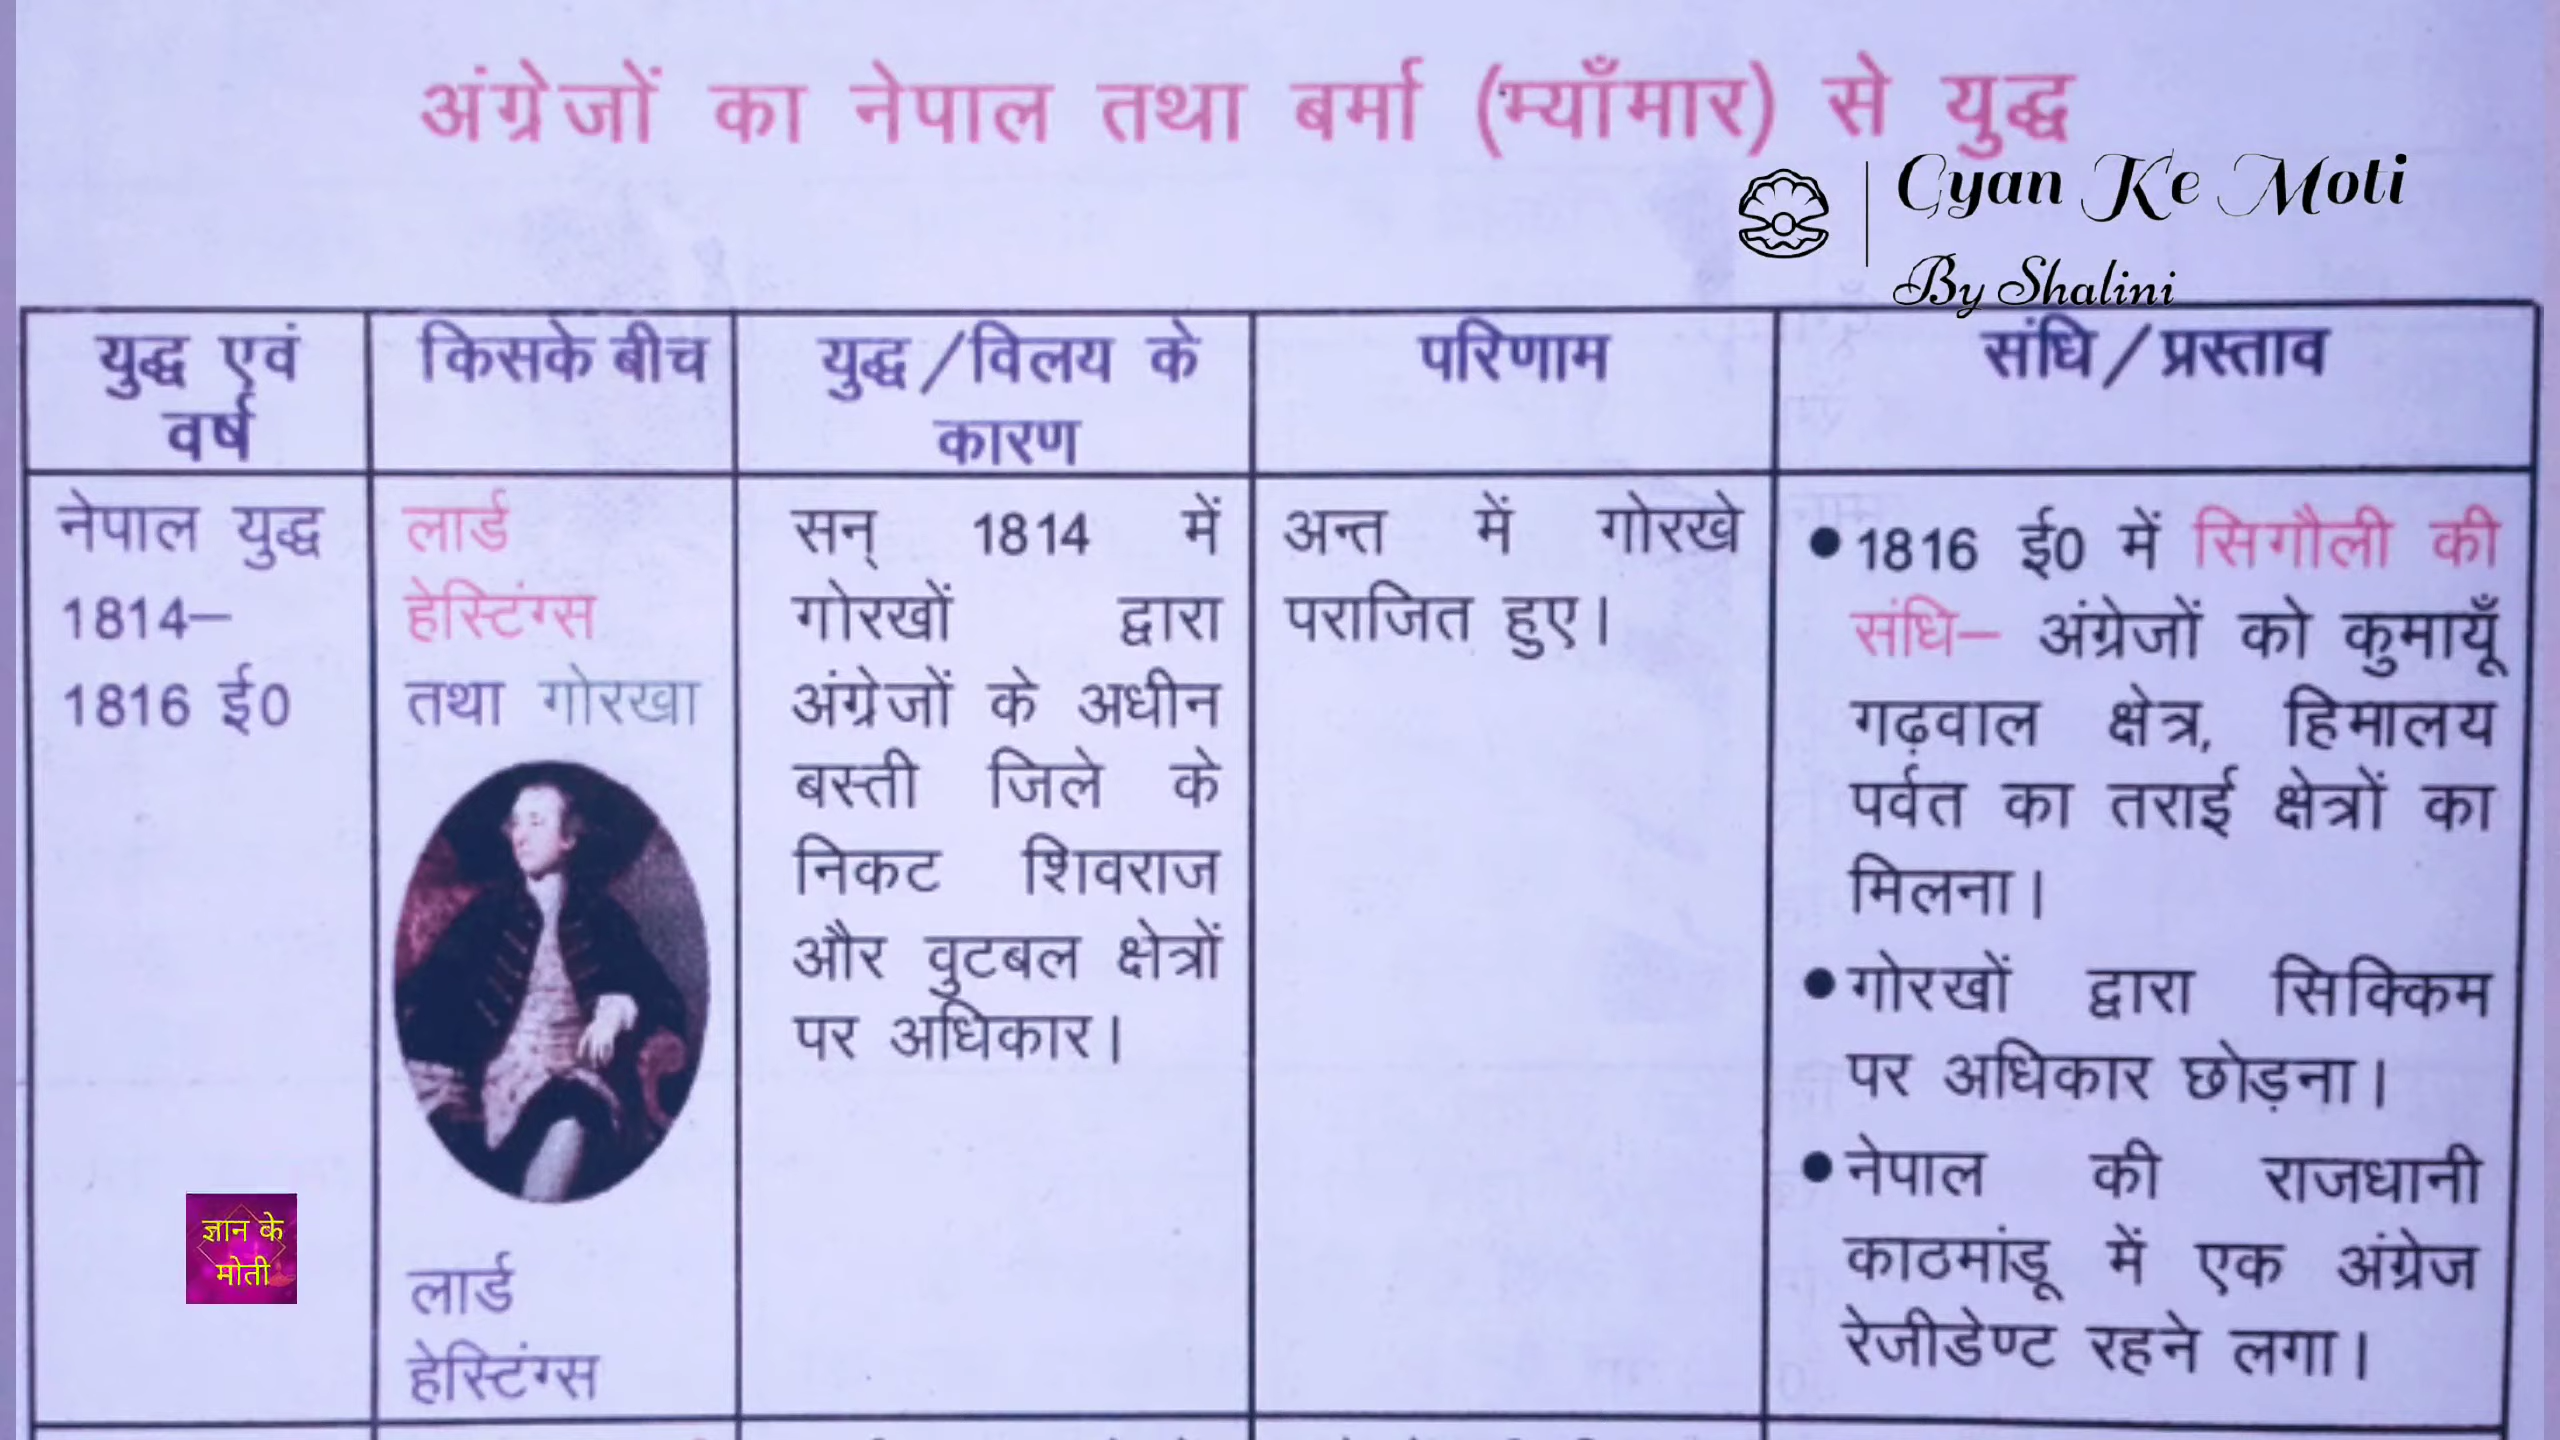 अंग्रेजों का नेपाल तथा बर्मा (म्याँमार) से युद्ध
Gyan Ke Moti
By Shalini
युद्ध एवं
वर्ष
किसके बीच
युद्ध/विलय के
कारण
परिणाम
संधि/प्रस्ताव
नेपाल युद्ध
1814–
1816 ई0
लार्ड
हेस्टिंग्स
तथा गोरखा
लार्ड
हेस्टिंग्स
सन् 1814 में
गोरखों द्वारा
अंग्रेजों के अधीन
बस्ती जिले के
निकट शिवराज
और वुटबल क्षेत्रों
पर अधिकार।
अन्त में गोरखे
पराजित हुए।
● 1816 ई0 में सिगौली की
संधि– अंग्रेजों को कुमायूँ
गढ़वाल क्षेत्र, हिमालय
पर्वत का तराई क्षेत्रों का
मिलना।
● गोरखों द्वारा सिक्किम
पर अधिकार छोड़ना।
● नेपाल की राजधानी
काठमांडू में एक अंग्रेज
रेजीडेण्ट रहने लगा।
ज्ञान के
मोती